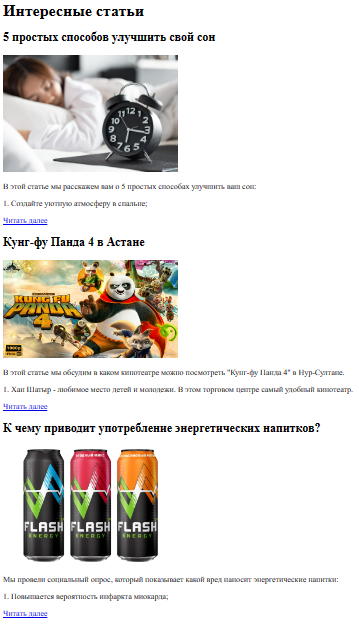 Интересные статьи
5 простых способов улучшить свой сон
В этой статье мы расскажем вам о 5 простых способах улучшить ваш сон:
1. Создайте уютную атмосферу в спальне;
Читать далее
Кунг-фу Панда 4 в Астане
KUNG FU
PANDA
4
1080p
В этой статье мы обсудим в каком кинотеатре можно посмотреть "Кунг-фу Панда 4" в Нур-Султане.
1. Хан Шатыр - любимое место детей и молодежи. В этом торговом центре самый удобный кинотеатр.
Читать далее
К чему приводит употребление энергетических напитков?
FLASH FLASH FLASH
ENERGY ENERGY ENERGY
Мы провели социальный опрос, который показывает какой вред наносит энергетические напитки:
1. Повышается вероятность инфаркта миокарда;
Читать далее